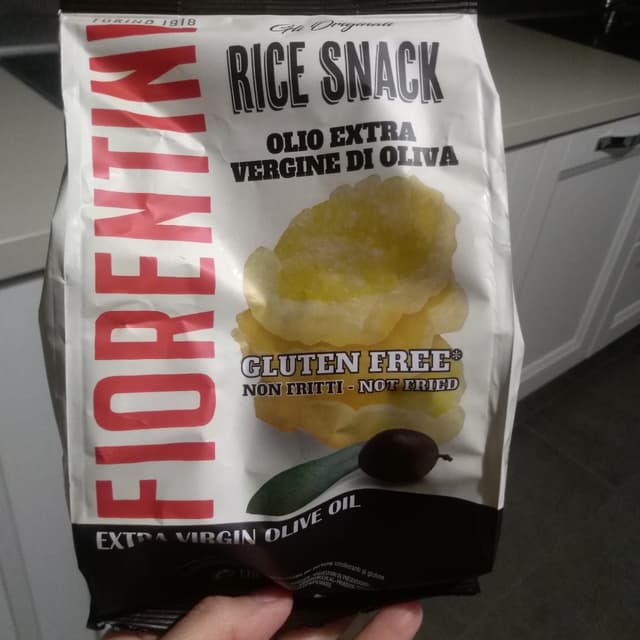 TORINO 1918
FIORENTINI
Gli Originali
RICE SNACK
OLIO EXTRA
VERGINE DI OLIVA
GLUTEN FREE*
NON FRITTI - NOT FRIED
EXTRA VIRGIN OLIVE OIL